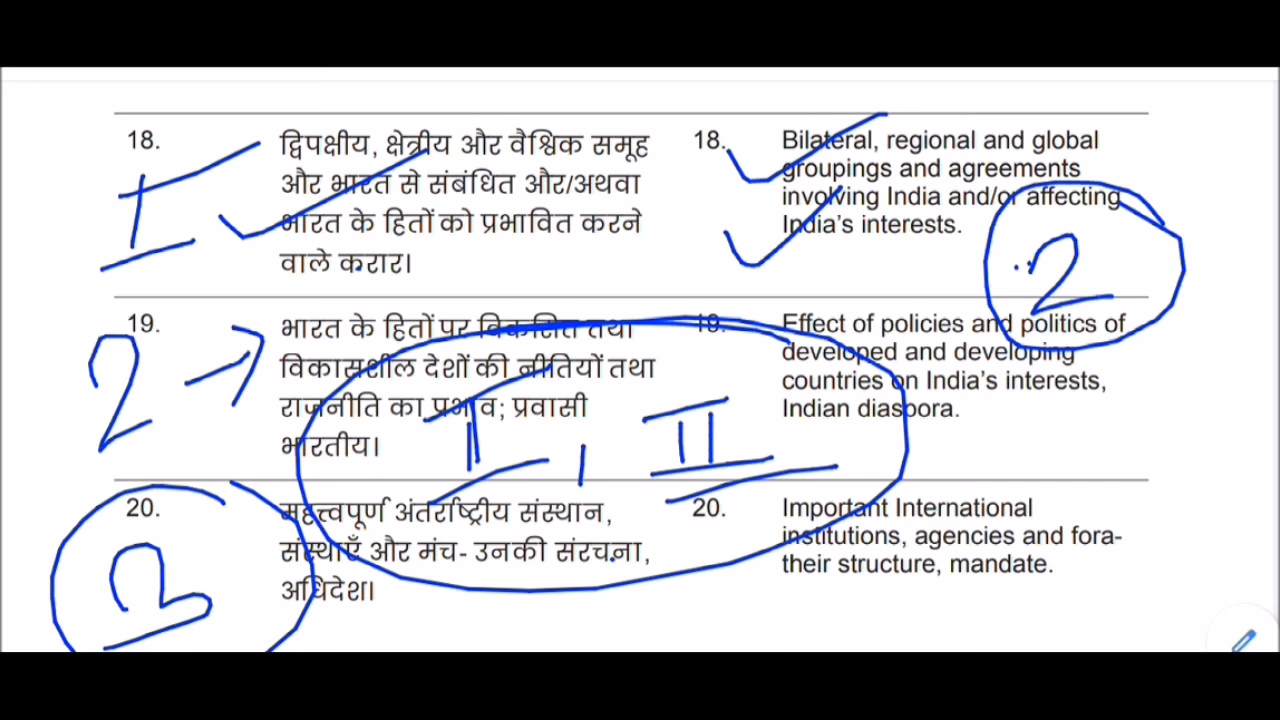 18.
द्विपक्षीय, क्षेत्रीय और वैश्विक समूह
और भारत से संबंधित और/अथवा
भारत के हितों को प्रभावित करने
वाले करार।
18.
Bilateral, regional and global
groupings and agreements
involving India and/or affecting
India's interests.
I
2
19.
भारत के हितों पर विकसित तथा
विकासशील देशों की नीतियों तथा
राजनीति का प्रभाव; प्रवासी
भारतीय।
19.
Effect of policies and politics of
developed and developing
countries on India's interests,
Indian diaspora.
2
I, II
20.
महत्त्वपूर्ण अंतर्राष्ट्रीय संस्थान,
संस्थाएँ और मंच- उनकी संरचना,
अधिदेश।
20.
Important International
institutions, agencies and fora-
their structure, mandate.